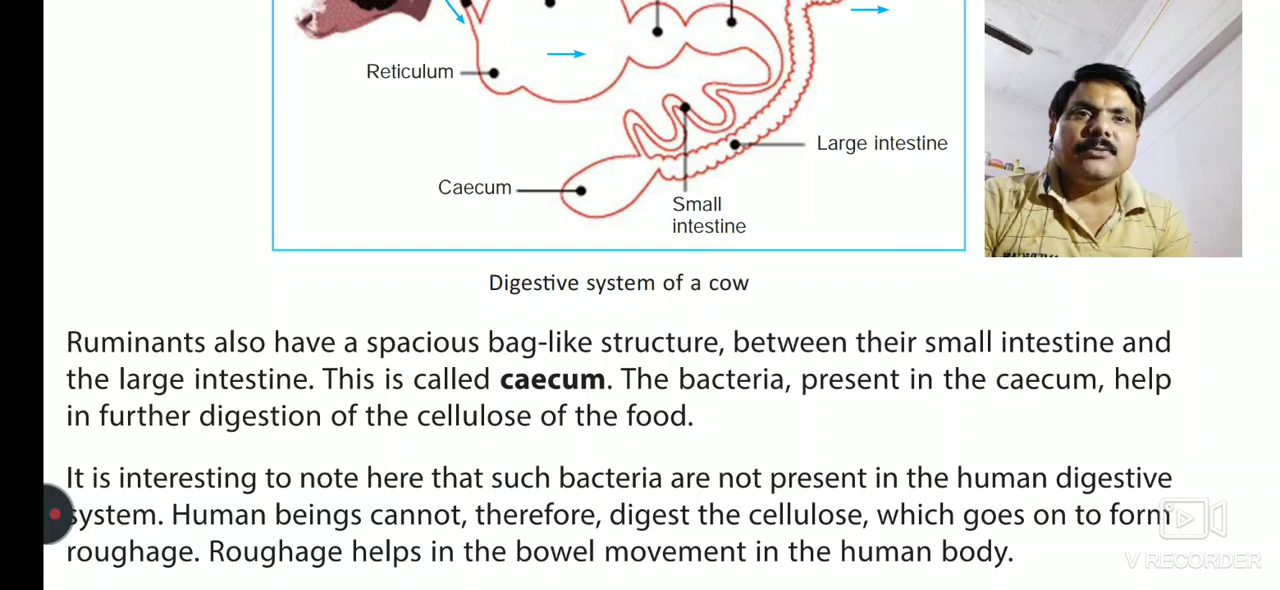 Reticulum
Large intestine
Caecum
Small
intestine
Digestive system of a cow
Ruminants also have a spacious bag-like structure, between their small intestine and
the large intestine. This is called caecum. The bacteria, present in the caecum, help
in further digestion of the cellulose of the food.
It is interesting to note here that such bacteria are not present in the human digestive
system. Human beings cannot, therefore, digest the cellulose, which goes on to form
roughage. Roughage helps in the bowel movement in the human body.
V RECORDER